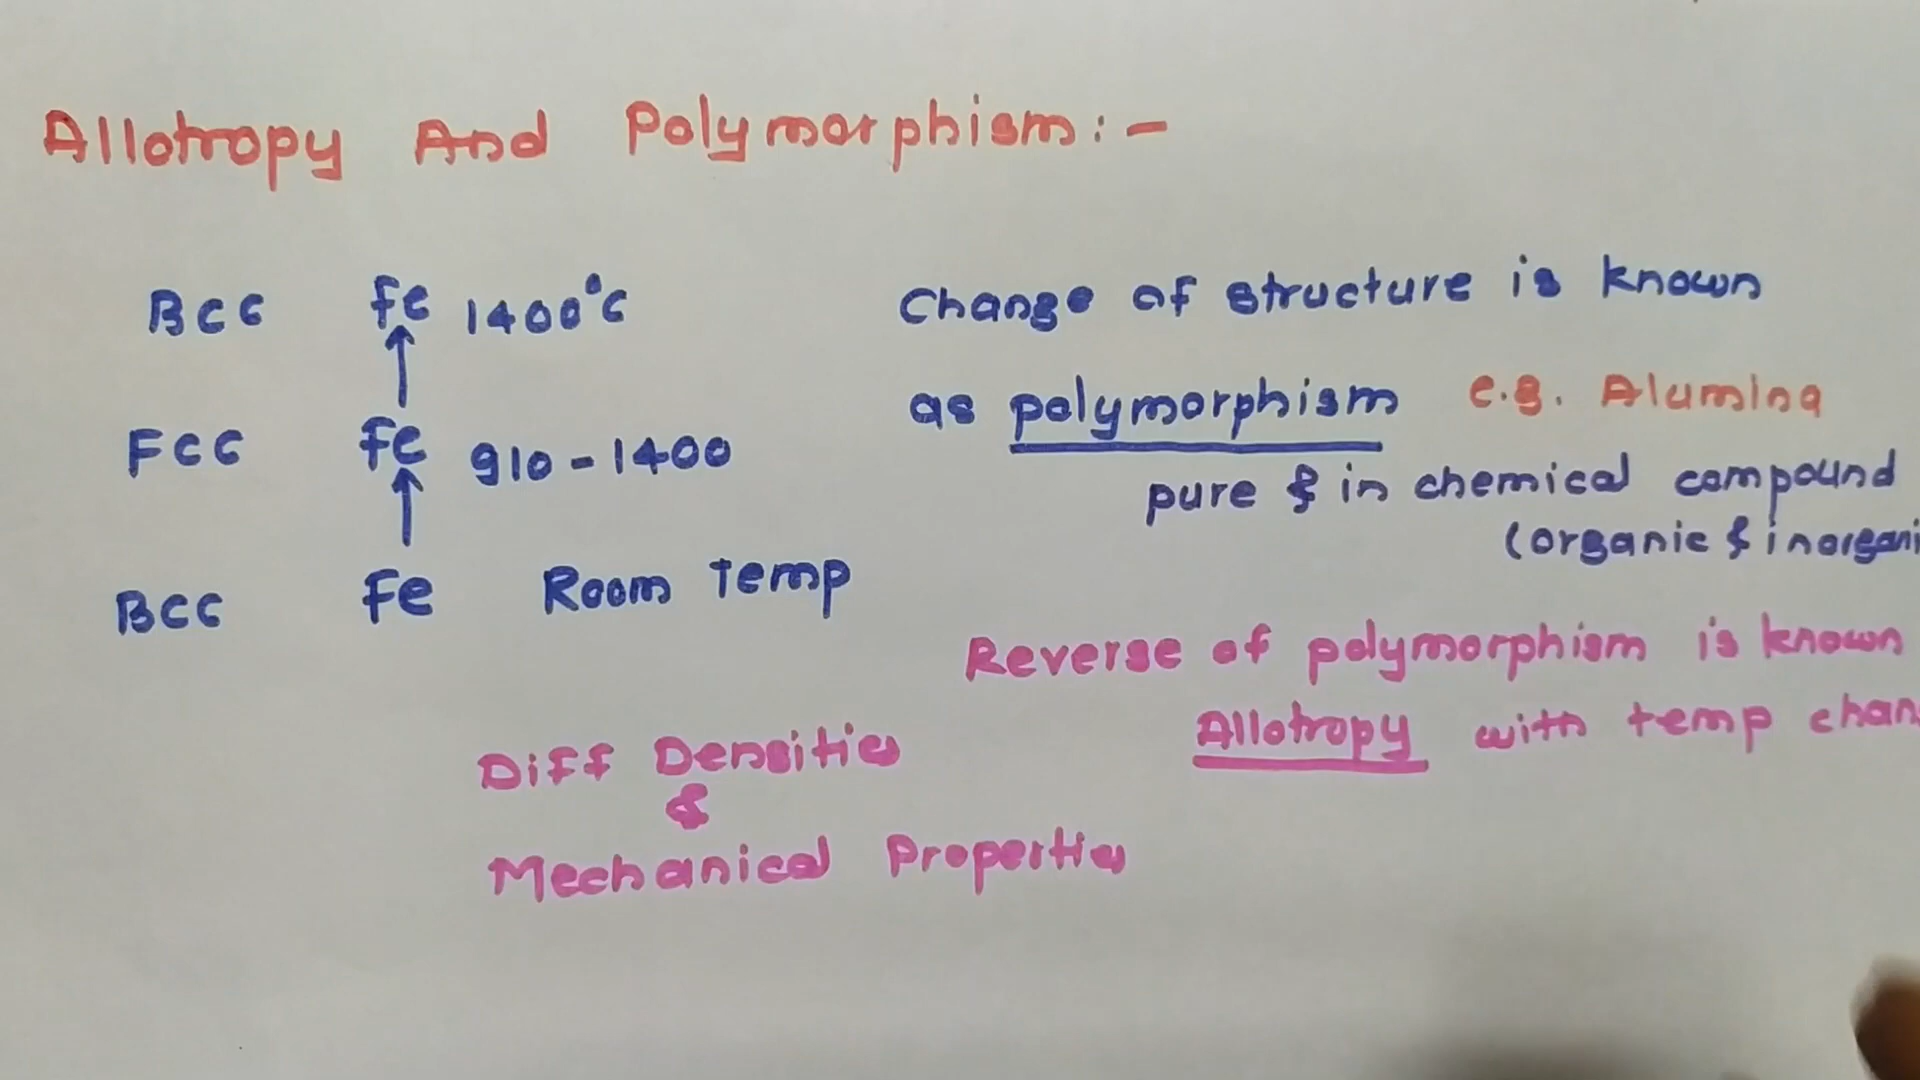 Allotropy And Polymorphism:-
BCC Fe 1400°C
FCC Fe 910-1400
BCC Fe Room Temp
Change of structure is known
as polymorphism e.g. Alumina
pure & in chemical compound
(organic & inorgani
Reverse of polymorphism is known
Allotropy with temp chan
Diff Densities
&
Mechanical Properties